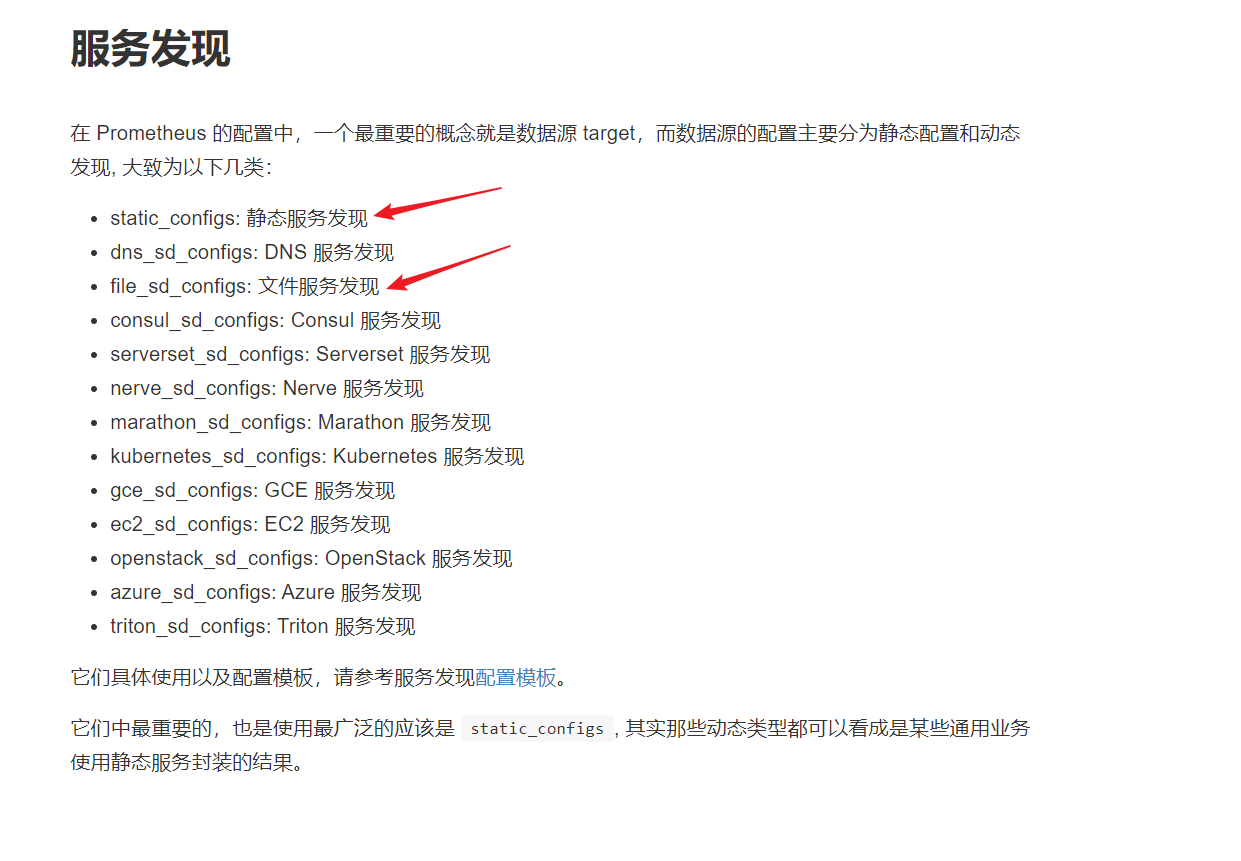 服务发现
在 Prometheus 的配置中，一个最重要的概念就是数据源 target，而数据源的配置主要分为静态配置和动态
发现, 大致为以下几类：
• static_configs: 静态服务发现
• dns_sd_configs: DNS 服务发现
• file_sd_configs: 文件服务发现
• consul_sd_configs: Consul 服务发现
• serverset_sd_configs: Serverset 服务发现
• nerve_sd_configs: Nerve 服务发现
• marathon_sd_configs: Marathon 服务发现
• kubernetes_sd_configs: Kubernetes 服务发现
• gce_sd_configs: GCE 服务发现
• ec2_sd_configs: EC2 服务发现
• openstack_sd_configs: OpenStack 服务发现
• azure_sd_configs: Azure 服务发现
• triton_sd_configs: Triton 服务发现
它们具体使用以及配置模板，请参考服务发现配置模板。
它们中最重要的，也是使用最广泛的应该是 static_configs , 其实那些动态类型都可以看成是某些通用业务
使用静态服务封装的结果。